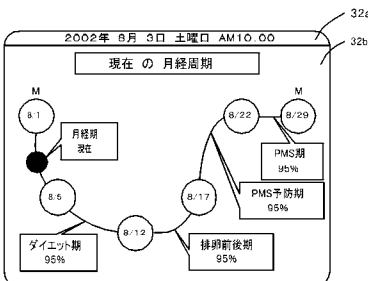 32a
2002年 8月 3日 土曜日 AM10.00
32b
現在 の 月経周期
M
M
8/1
8/22
8/29
月経期
現在
PMS期
95%
8/5
8/17
PMS予防期
95%
8/12
ダイエット期
95%
排卵前後期
95%